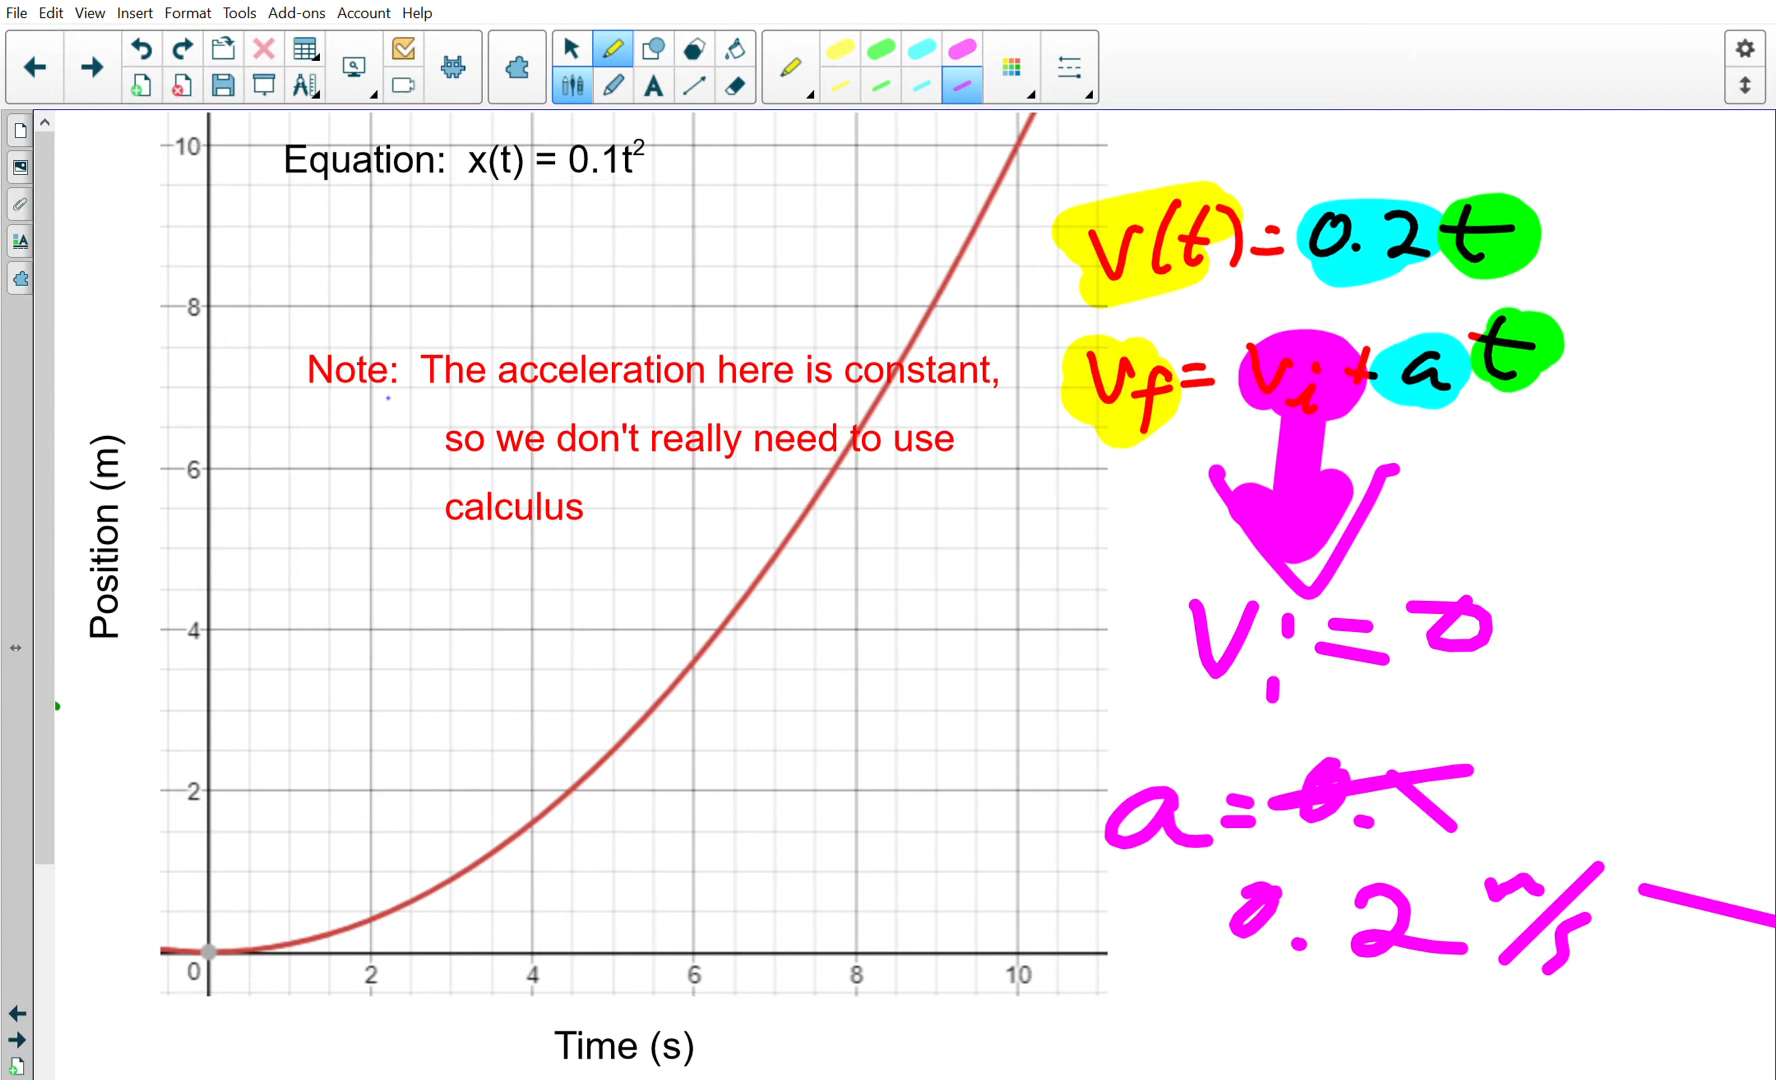 File Edit View Insert Format Tools Add-ons Account Help
Equation: x(t) = 0.1t²
Note: The acceleration here is constant,
so we don't really need to use
calculus
Position (m)
10
8
6
4
2
0
2 4 6 8 10
Time (s)
v(t) = 0.2t
vf = vi + at
vi = 0
a = 0.
0.2 m/s